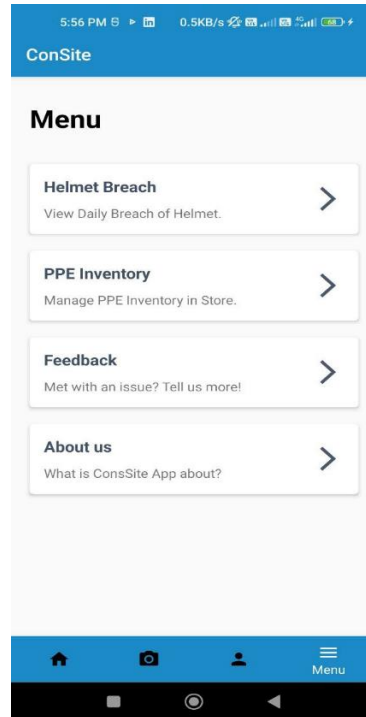 5:56 PM 0.5KB/s
ConSite
Menu
Helmet Breach
View Daily Breach of Helmet.
PPE Inventory
Manage PPE Inventory in Store.
Feedback
Met with an issue? Tell us more!
About us
What is ConsSite App about?
Menu